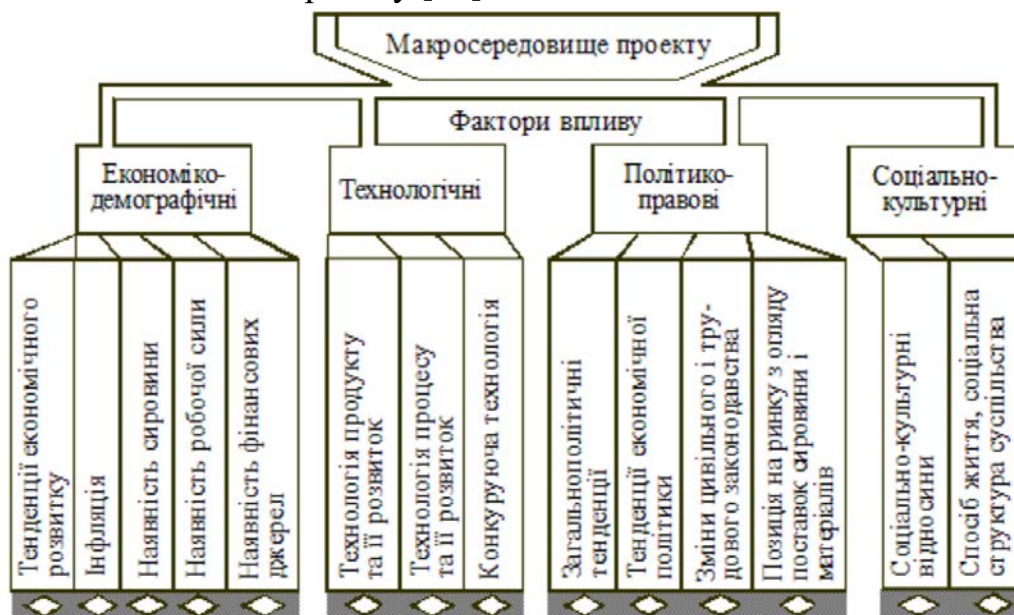 Макросередовище проекту
Фактори впливу
Економіко-
демографічні
Технологічні
Політико-
правові
Соціально-
культурні
Тенденції економічного
розвитку
Інфляція
Наявність сировини
Наявність робочої сили
Наявність фінансових
джерел
Технологія продукту
та її розвиток
Технологія процесу
та її розвиток
Конкуруюча технологія
Загальнополітичні
тенденції
Тенденції економічної
політики
Зміни цивільного і тру-
дового законодавства
Позиція на ринку з огляду
поставок сировини і
матеріалів
Соціально-культурні
відносини
Спосіб життя, соціальна
структура суспільства